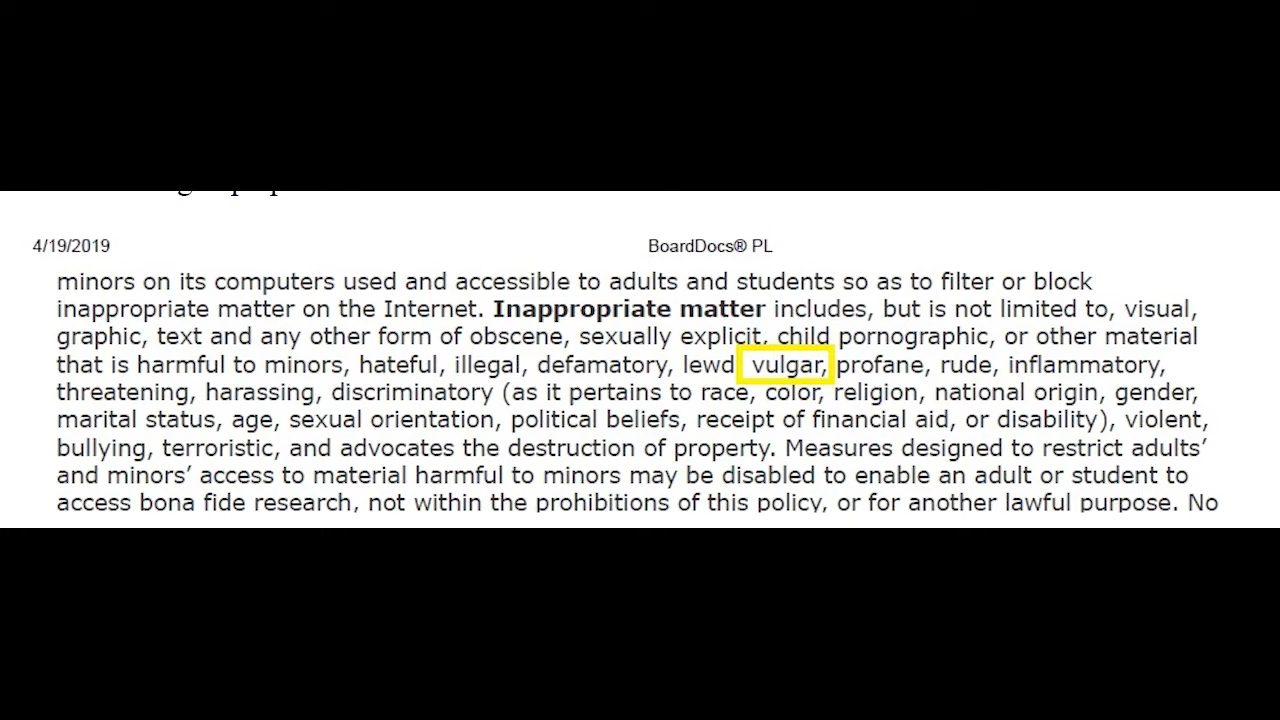 4/19/2019 BoardDocs® PL
minors on its computers used and accessible to adults and students so as to filter or block
inappropriate matter on the Internet. Inappropriate matter includes, but is not limited to, visual,
graphic, text and any other form of obscene, sexually explicit, child pornographic, or other material
that is harmful to minors, hateful, illegal, defamatory, lewd vulgar, profane, rude, inflammatory,
threatening, harassing, discriminatory (as it pertains to race, color, religion, national origin, gender,
marital status, age, sexual orientation, political beliefs, receipt of financial aid, or disability), violent,
bullying, terroristic, and advocates the destruction of property. Measures designed to restrict adults’
and minors’ access to material harmful to minors may be disabled to enable an adult or student to
access bona fide research, not within the prohibitions of this policy, or for another lawful purpose. No